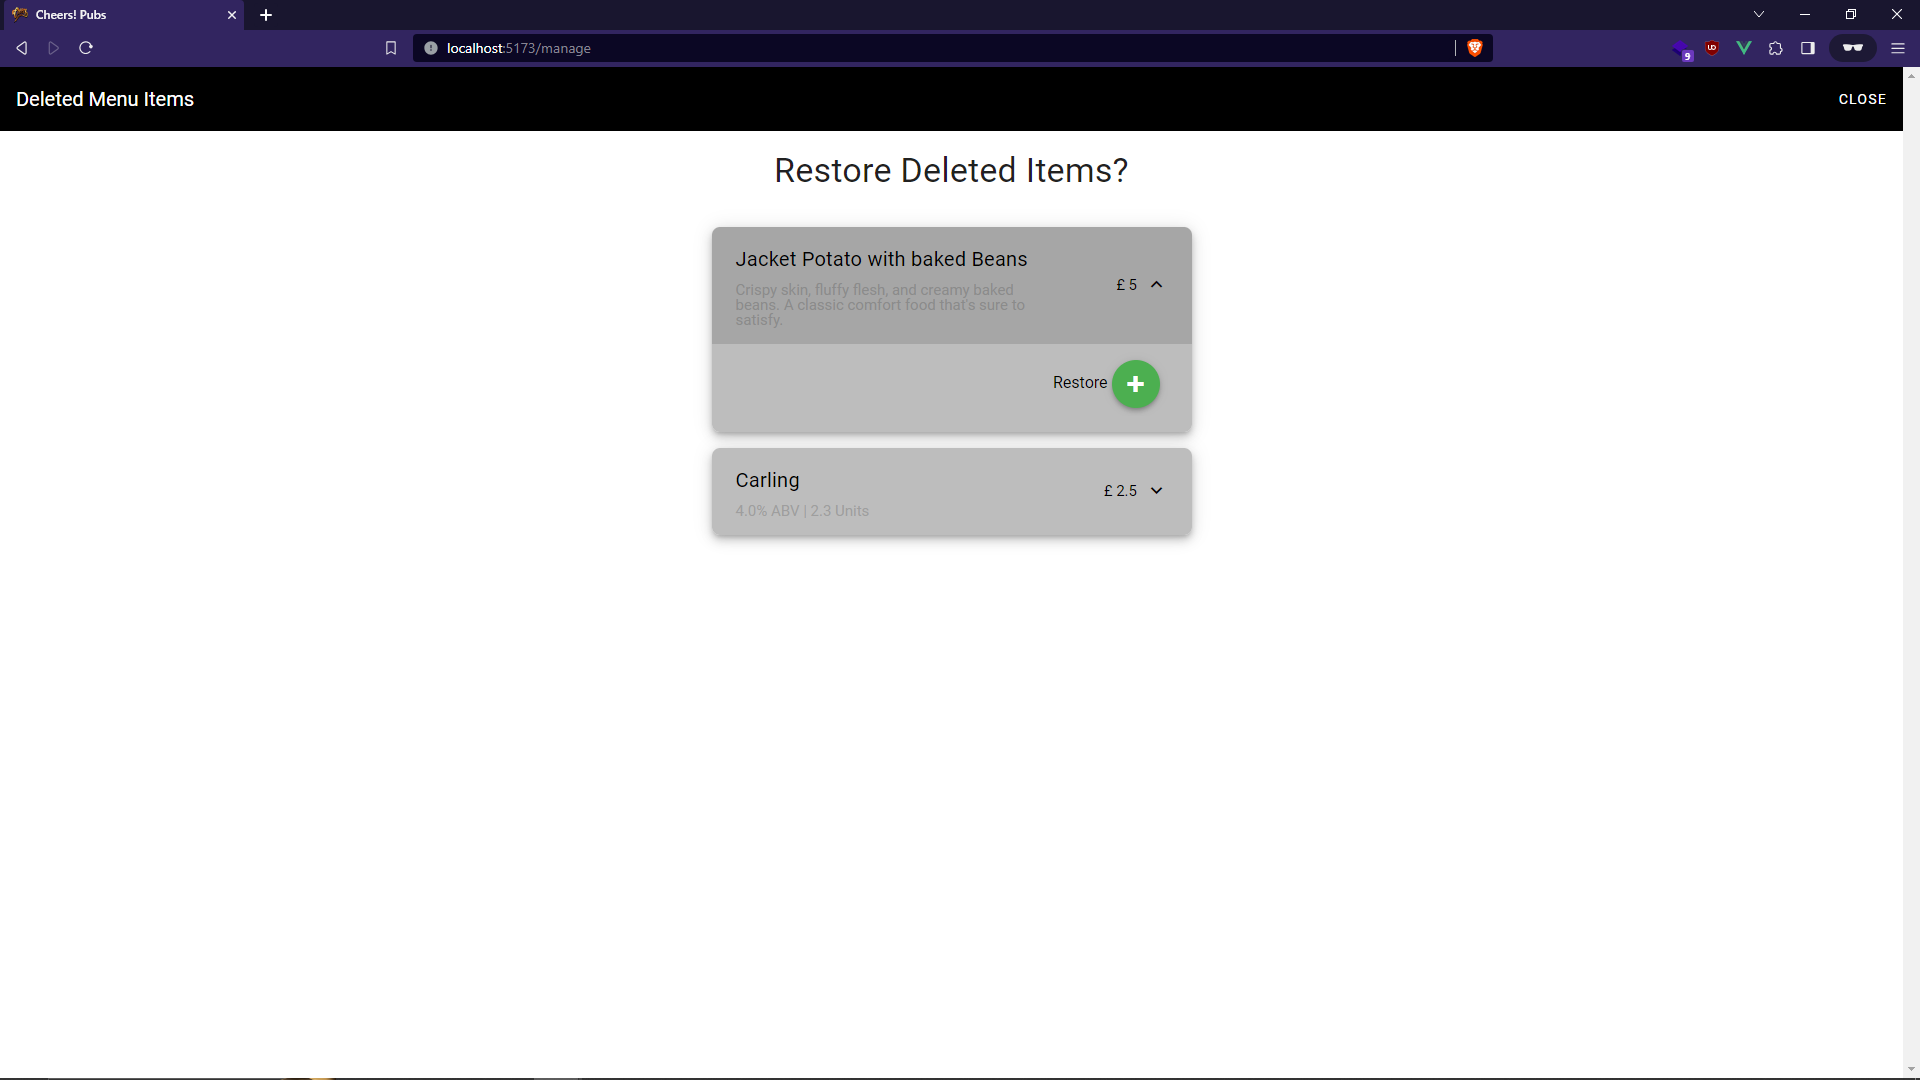 Cheers! Pubs
localhost:5173/manage
9
Deleted Menu Items
CLOSE
Restore Deleted Items?
Jacket Potato with baked Beans
£ 5
Crispy skin, fluffy flesh, and creamy baked
beans. A classic comfort food that's sure to
satisfy.
Restore
Carling
£ 2.5
4.0% ABV | 2.3 Units